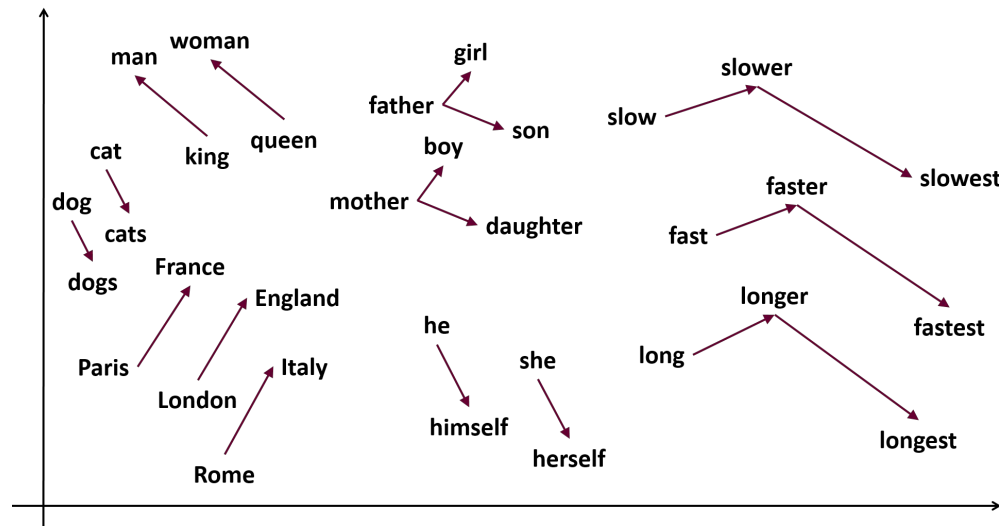 man
woman
king
queen
cat
cats
dog
dogs
France
Paris
England
London
Italy
Rome
girl
father
son
boy
mother
daughter
he
himself
she
herself
slower
slow
slowest
faster
fast
fastest
longer
long
longest